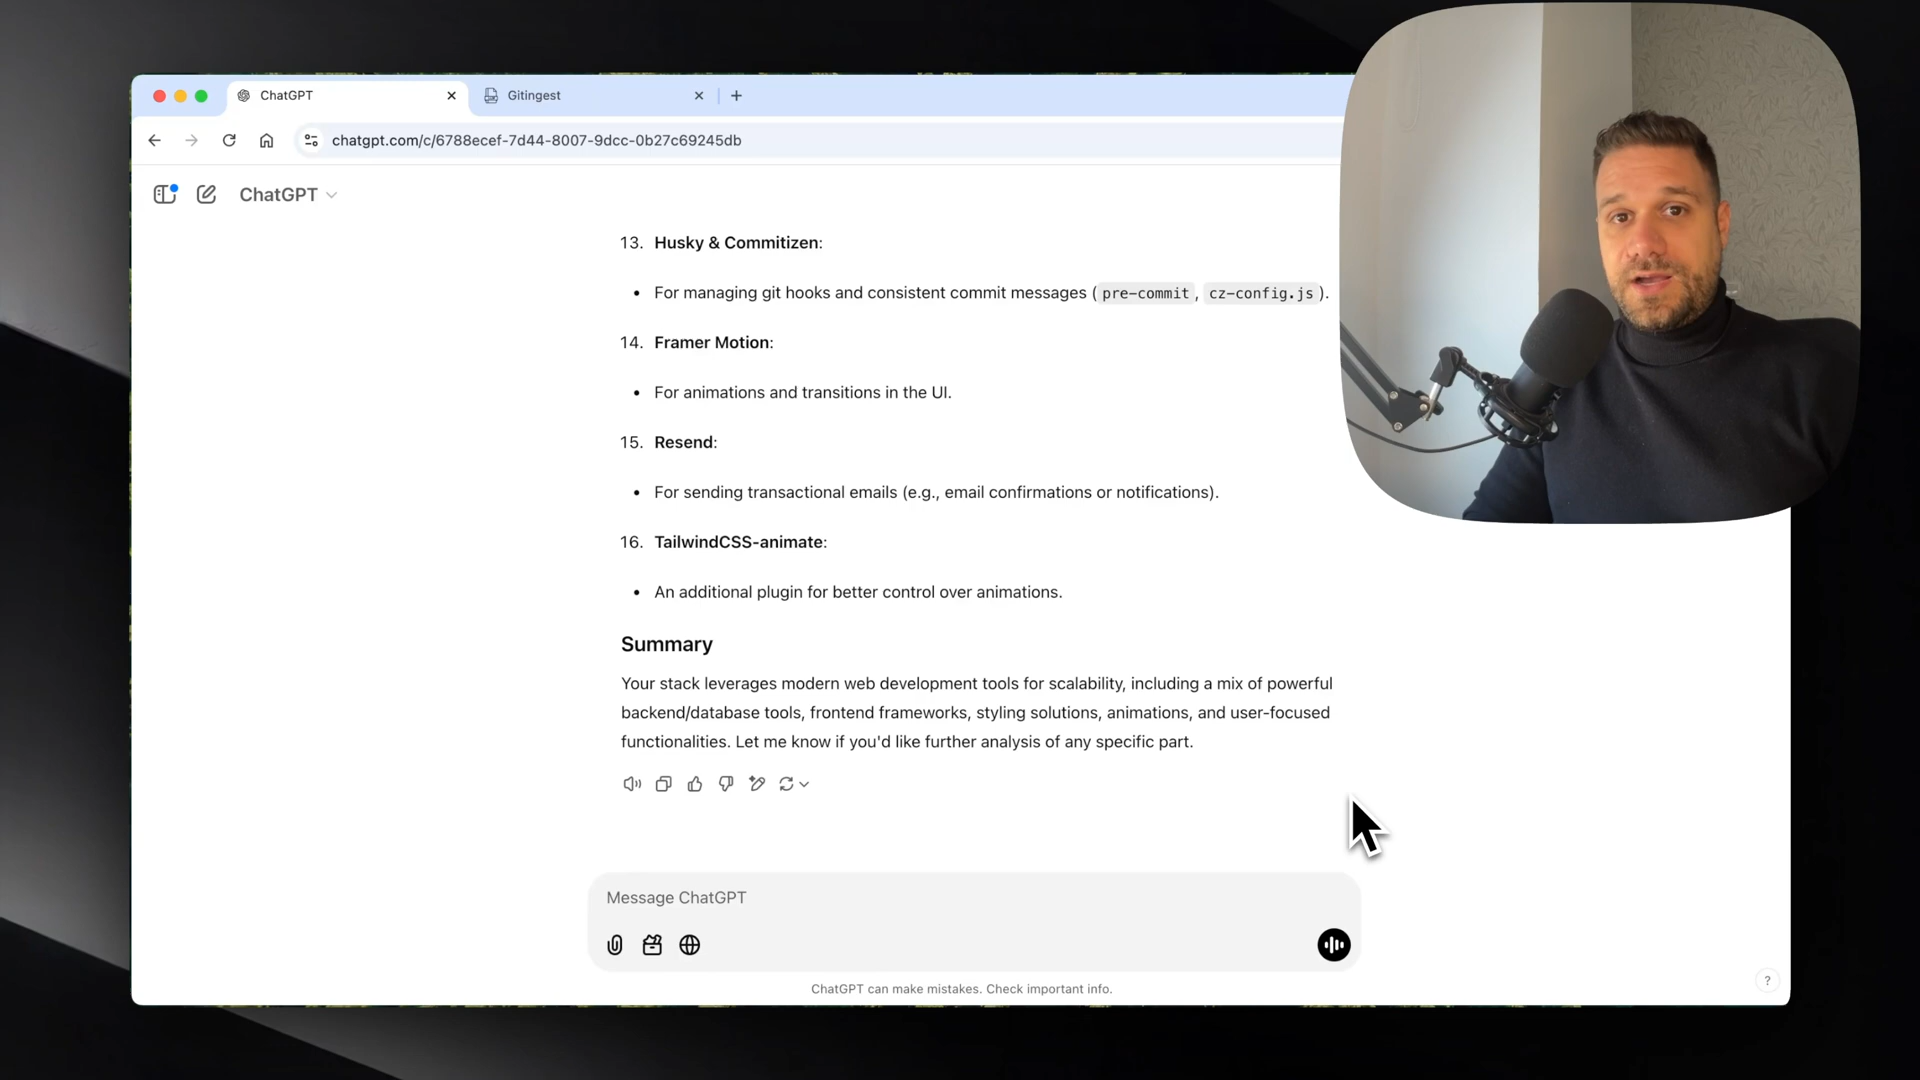 ChatGPT
Gitingest
chatgpt.com/c/6788ecef-7d44-8007-9dcc-0b27c69245db
ChatGPT
13. Husky & Commitizen:
• For managing git hooks and consistent commit messages ( pre-commit , cz-config.js ).
14. Framer Motion:
• For animations and transitions in the UI.
15. Resend:
• For sending transactional emails (e.g., email confirmations or notifications).
16. TailwindCSS-animate:
• An additional plugin for better control over animations.
Summary
Your stack leverages modern web development tools for scalability, including a mix of powerful
backend/database tools, frontend frameworks, styling solutions, animations, and user-focused
functionalities. Let me know if you'd like further analysis of any specific part.
Message ChatGPT
ChatGPT can make mistakes. Check important info.
?